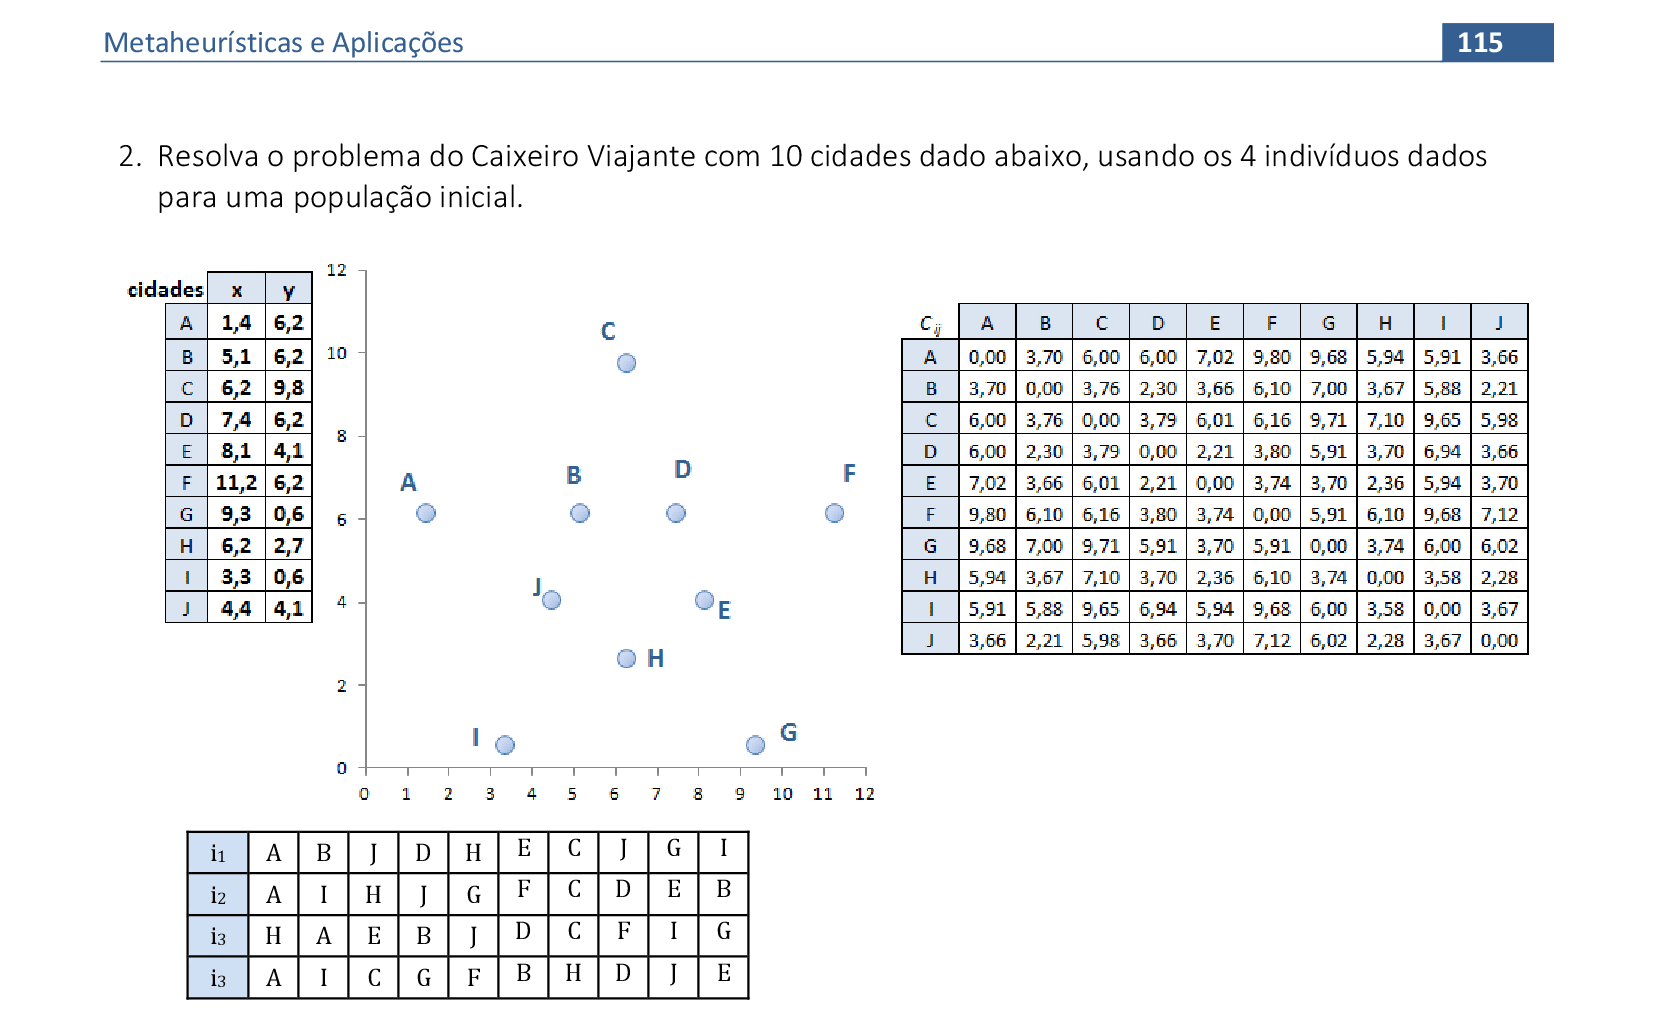 Metaheurísticas e Aplicações 115
2. Resolva o problema do Caixeiro Viajante com 10 cidades dado abaixo, usando os 4 indivíduos dados
para uma população inicial.
cidades x y
A 1,4 6,2
B 5,1 6,2
C 6,2 9,8
D 7,4 6,2
E 8,1 4,1
F 11,2 6,2
G 9,3 0,6
H 6,2 2,7
I 3,3 0,6
J 4,4 4,1
12
10
8
6
4
2
0
0 1 2 3 4 5 6 7 8 9 10 11 12
C
A
B
D
F
J
E
H
I
G
C ij A B C D E F G H I J
A 0,00 3,70 6,00 6,00 7,02 9,80 9,68 5,94 5,91 3,66
B 3,70 0,00 3,76 2,30 3,66 6,10 7,00 3,67 5,88 2,21
C 6,00 3,76 0,00 3,79 6,01 6,16 9,71 7,10 9,65 5,98
D 6,00 2,30 3,79 0,00 2,21 3,80 5,91 3,70 6,94 3,66
E 7,02 3,66 6,01 2,21 0,00 3,74 3,70 2,36 5,94 3,70
F 9,80 6,10 6,16 3,80 3,74 0,00 5,91 6,10 9,68 7,12
G 9,68 7,00 9,71 5,91 3,70 5,91 0,00 3,74 6,00 6,02
H 5,94 3,67 7,10 3,70 2,36 6,10 3,74 0,00 3,58 2,28
I 5,91 5,88 9,65 6,94 5,94 9,68 6,00 3,58 0,00 3,67
J 3,66 2,21 5,98 3,66 3,70 7,12 6,02 2,28 3,67 0,00
i1 A B J D H E C J G I
i2 A I H J G F C D E B
i3 H A E B J D C F I G
i3 A I C G F B H D J E